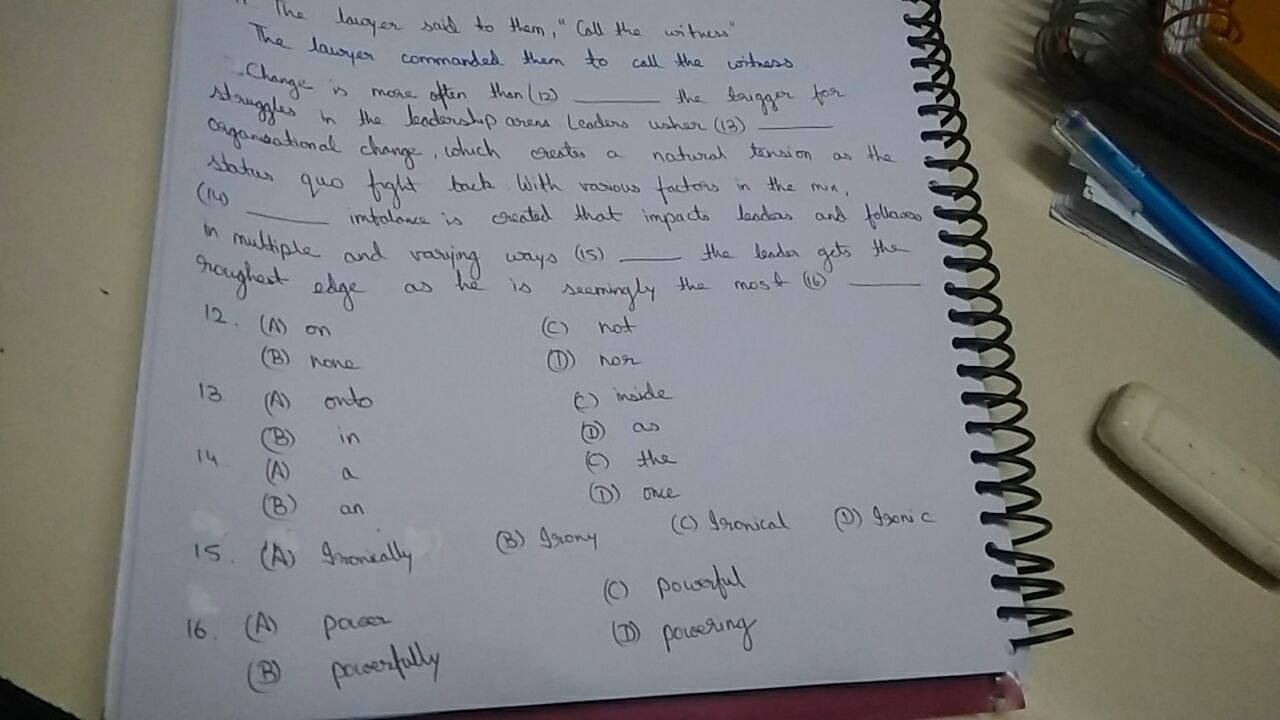 The lawyer said to them, "Call the witness"
The lawyer commanded them to call the witness.
Change is more often than (12) ______ the trigger for
struggles in the leadership arena Leaders usher (13) ______
organisational change, which creates a natural tension as the
status quo fight back. With various factors in the mix,
(14) ______ imbalance is created that impacts leaders and followers
in multiple and varying ways (15) ______ the leader gets the
roughest edge as he is seemingly the most (16) ______
12. (A) on (C) not
(B) none (D) nor
13. (A) onto (C) inside
(B) in (D) as
14 (A) a (C) the
(B) an (D) once
15. (A) Ironically (B) Irony (C) Ironical (D) Ironic
16. (A) power (C) powerful
(B) powerfully (D) powering